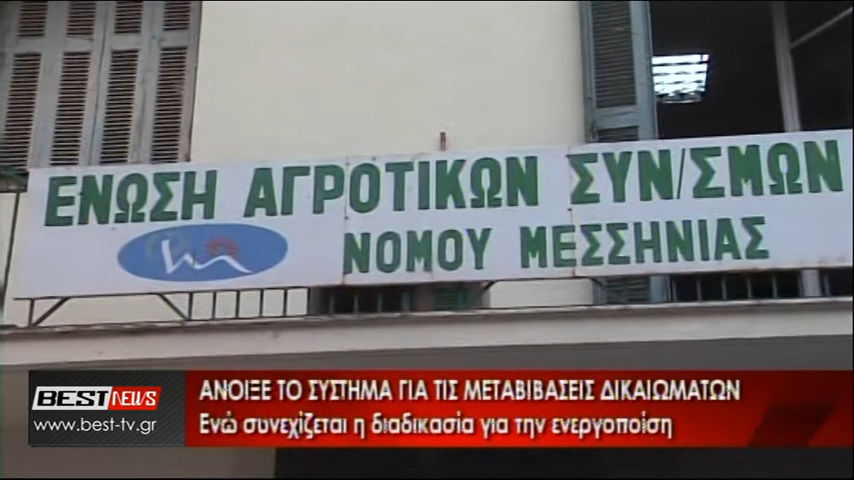 ΕΝΩΣΗ ΑΓΡΟΤΙΚΩΝ ΣΥΝ/ΣΜΩΝ
ΝΟΜΟΥ ΜΕΣΣΗΝΙΑΣ
BEST NEWS
www.best-tv.gr
ΑΝΟΙΞΕ ΤΟ ΣΥΣΤΗΜΑ ΓΙΑ ΤΙΣ ΜΕΤΑΒΙΒΑΣΕΙΣ ΔΙΚΑΙΩΜΑΤΩΝ
Ενώ συνεχίζεται η διαδικασία για την ενεργοποίση